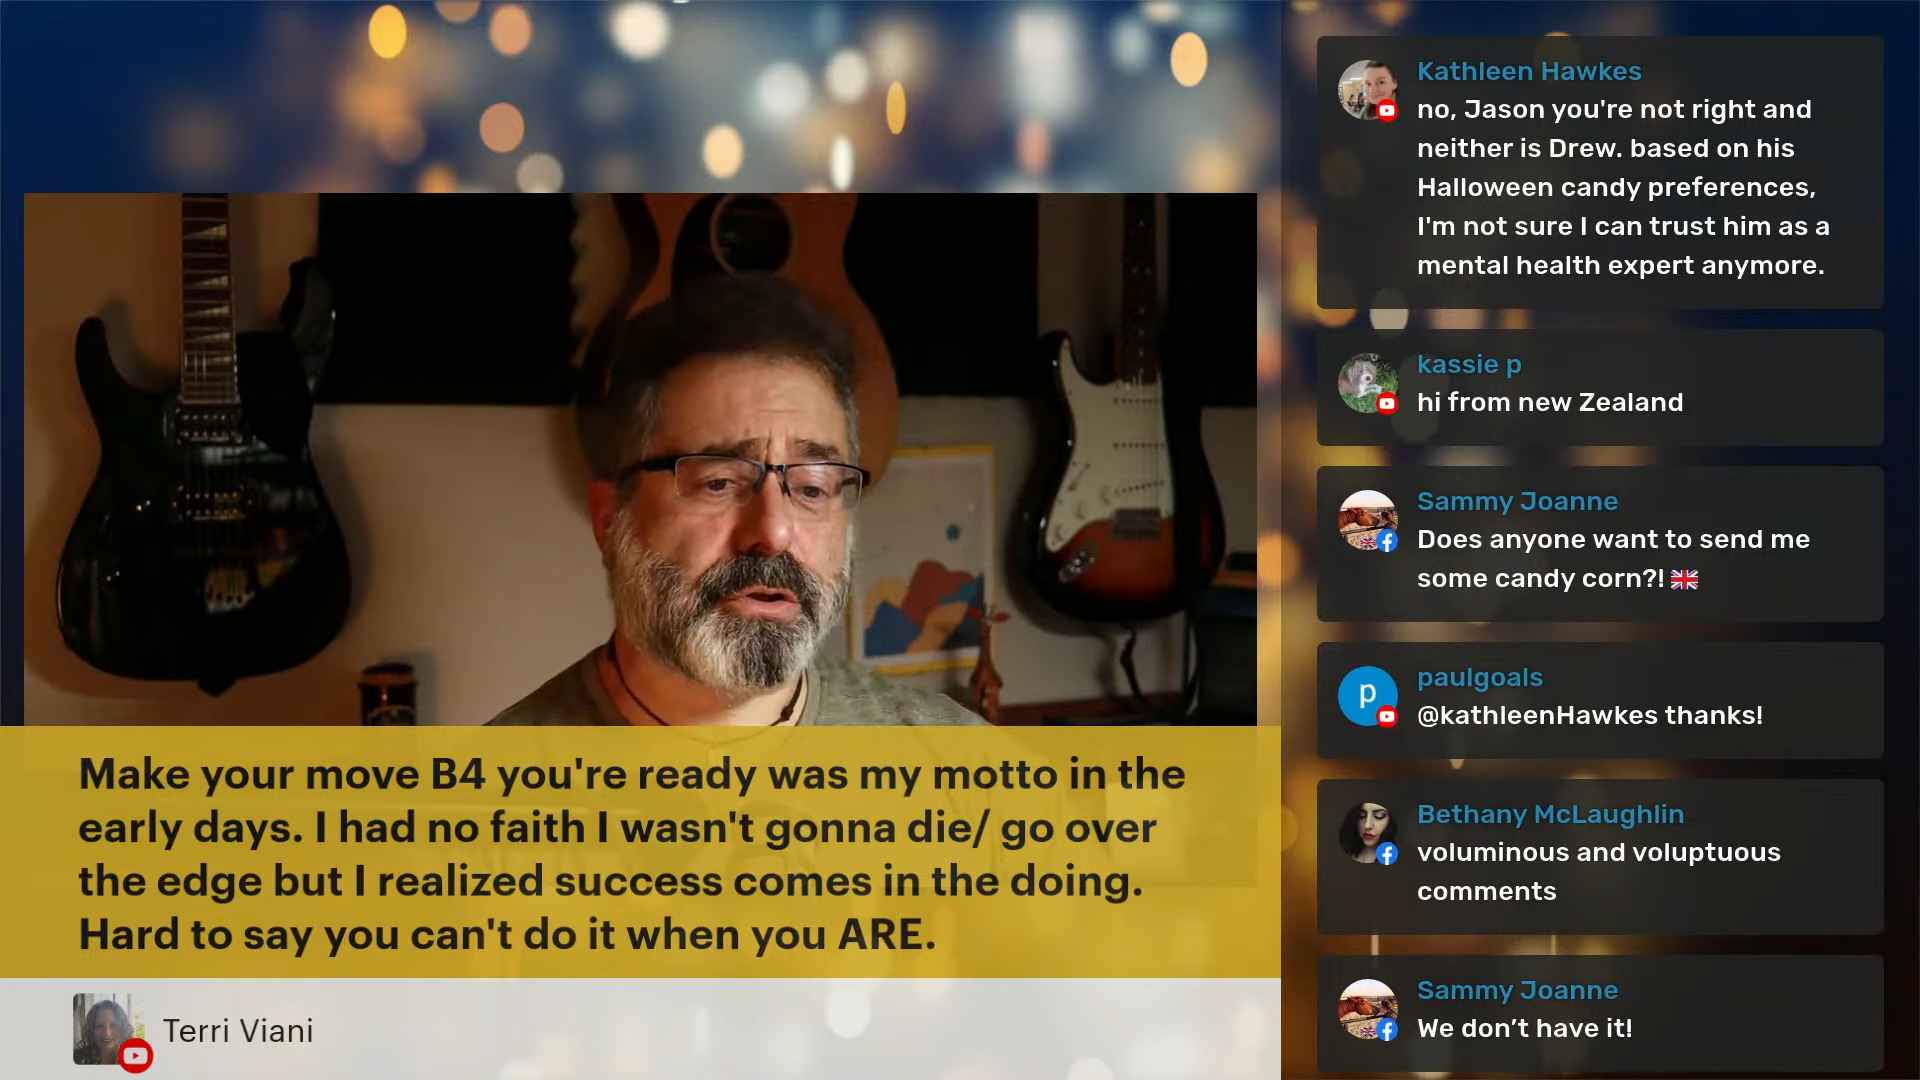 Make your move B4 you're ready was my motto in the
early days. I had no faith I wasn't gonna die/ go over
the edge but I realized success comes in the doing.
Hard to say you can't do it when you ARE.
Terri Viani
Kathleen Hawkes
no, Jason you're not right and
neither is Drew. based on his
Halloween candy preferences,
I'm not sure I can trust him as a
mental health expert anymore.
kassie p
hi from new Zealand
Sammy Joanne
Does anyone want to send me
some candy corn?! 🇬🇧
p
paulgoals
@kathleenHawkes thanks!
Bethany McLaughlin
voluminous and voluptuous
comments
Sammy Joanne
We don’t have it!